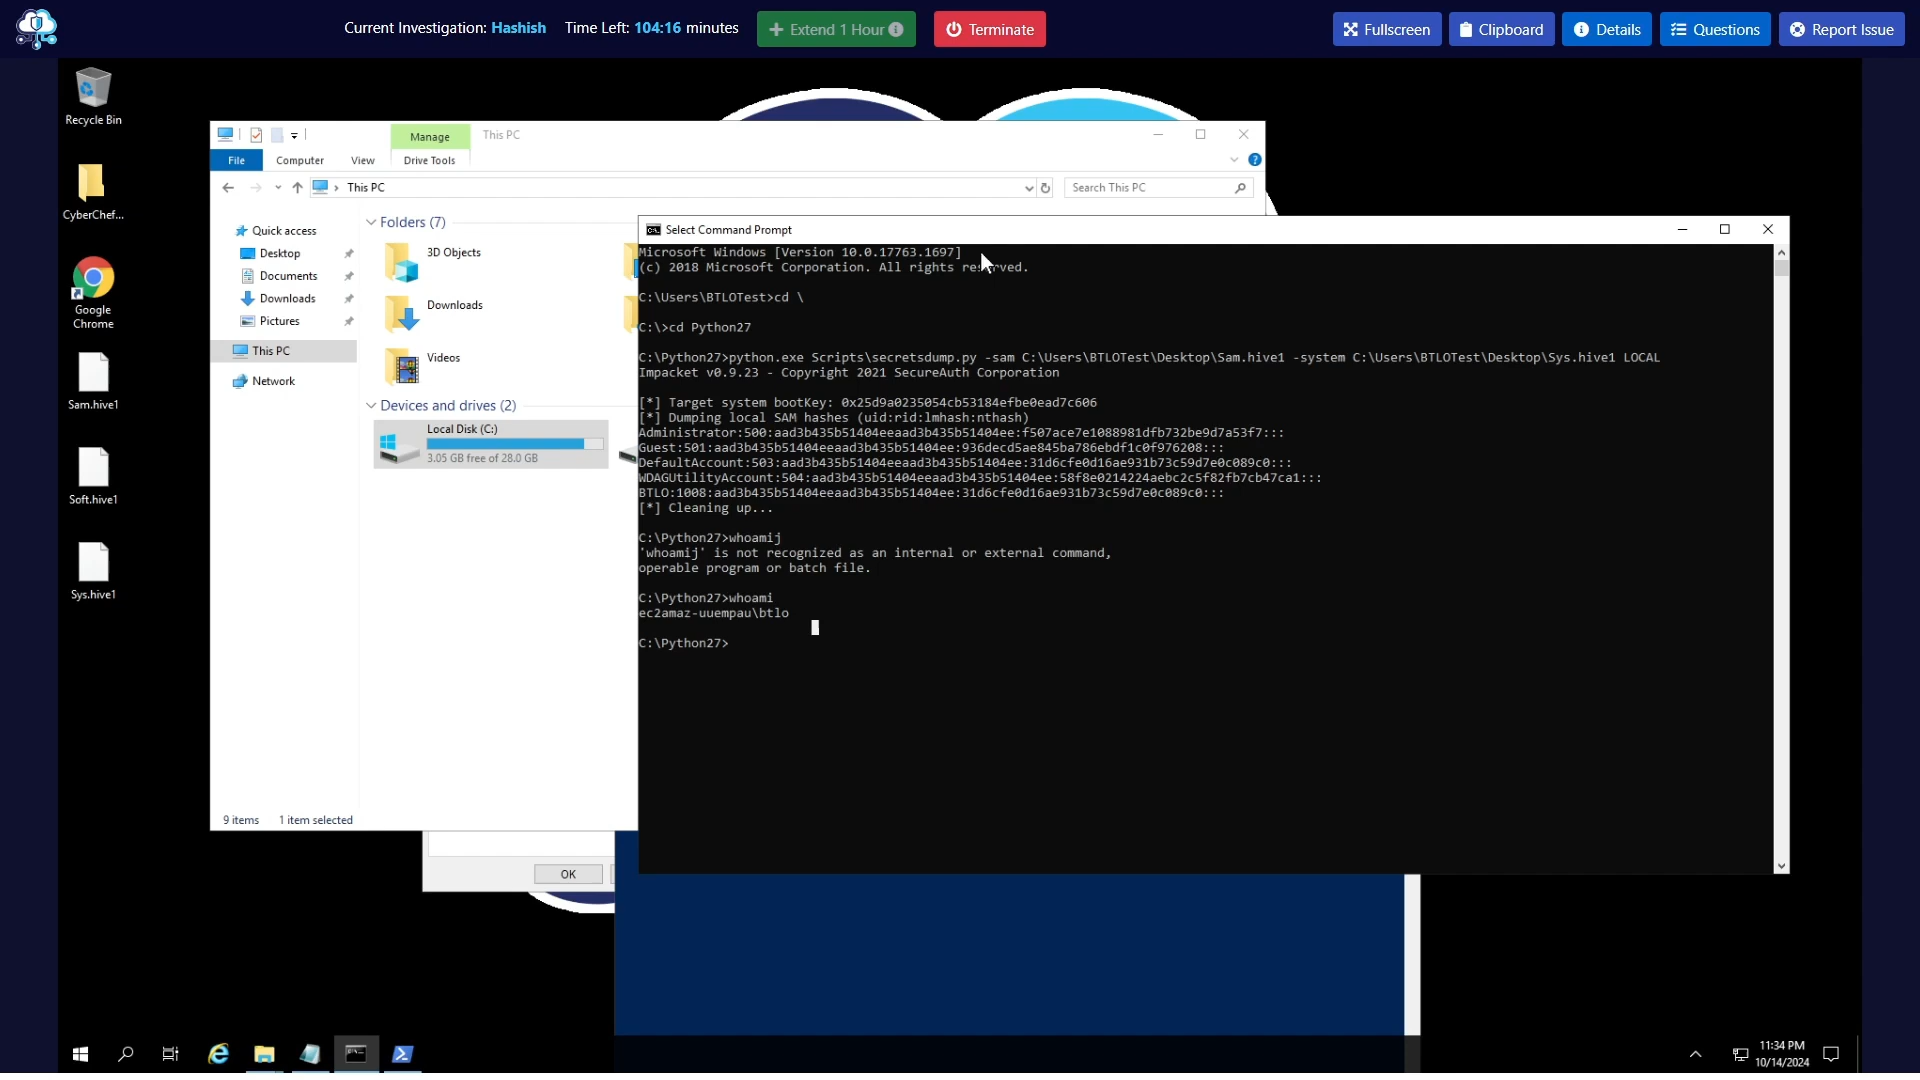 Current Investigation: Hashish Time Left: 104:16 minutes Extend 1 Hour Terminate Fullscreen Clipboard Details Questions Report Issue
Recycle Bin
CyberChef...
Google
Chrome
Sam.hive1
Soft.hive1
Sys.hive1
Manage This PC
File Computer View Drive Tools
This PC Search This PC
Quick access
Desktop
Documents
Downloads
Pictures
This PC
Network
Folders (7)
3D Objects
Downloads
Videos
Devices and drives (2)
Local Disk (C:)
3.05 GB free of 28.0 GB
9 items 1 item selected
OK
Select Command Prompt
Microsoft Windows [Version 10.0.17763.1697]
(c) 2018 Microsoft Corporation. All rights reserved.
C:\Users\BTLOTest>cd \
C:\>cd Python27
C:\Python27>python.exe Scripts\secretsdump.py -sam C:\Users\BTLOTest\Desktop\Sam.hive1 -system C:\Users\BTLOTest\Desktop\Sys.hive1 LOCAL
Impacket v0.9.23 - Copyright 2021 SecureAuth Corporation
[*] Target system bootKey: 0x25d9a0235054cb53184efbe0ead7c606
[*] Dumping local SAM hashes (uid:rid:lmhash:nthash)
Administrator:500:aad3b435b51404eeaad3b435b51404ee:f507ace7e1088981dfb732be9d7a53f7:::
Guest:501:aad3b435b51404eeaad3b435b51404ee:936decd5ae845ba786ebdf1c0f976208:::
DefaultAccount:503:aad3b435b51404eeaad3b435b51404ee:31d6cfe0d16ae931b73c59d7e0c089c0:::
WDAGUtilityAccount:504:aad3b435b51404eeaad3b435b51404ee:58f8e0214224aebc2c5f82fb7cb47ca1:::
BTLO:1008:aad3b435b51404eeaad3b435b51404ee:31d6cfe0d16ae931b73c59d7e0c089c0:::
[*] Cleaning up...
C:\Python27>whoamij
'whoamij' is not recognized as an internal or external command,
operable program or batch file.
C:\Python27>whoami
ec2amaz-uuempau\btlo
C:\Python27>
11:34 PM
10/14/2024